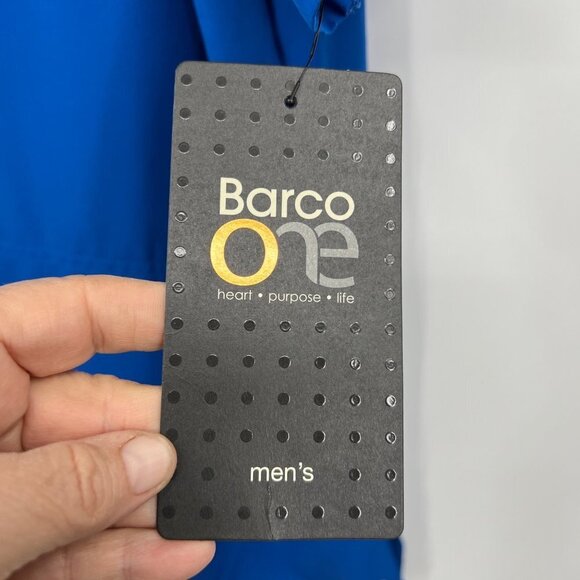 Barco
One
heart • purpose • life
men's